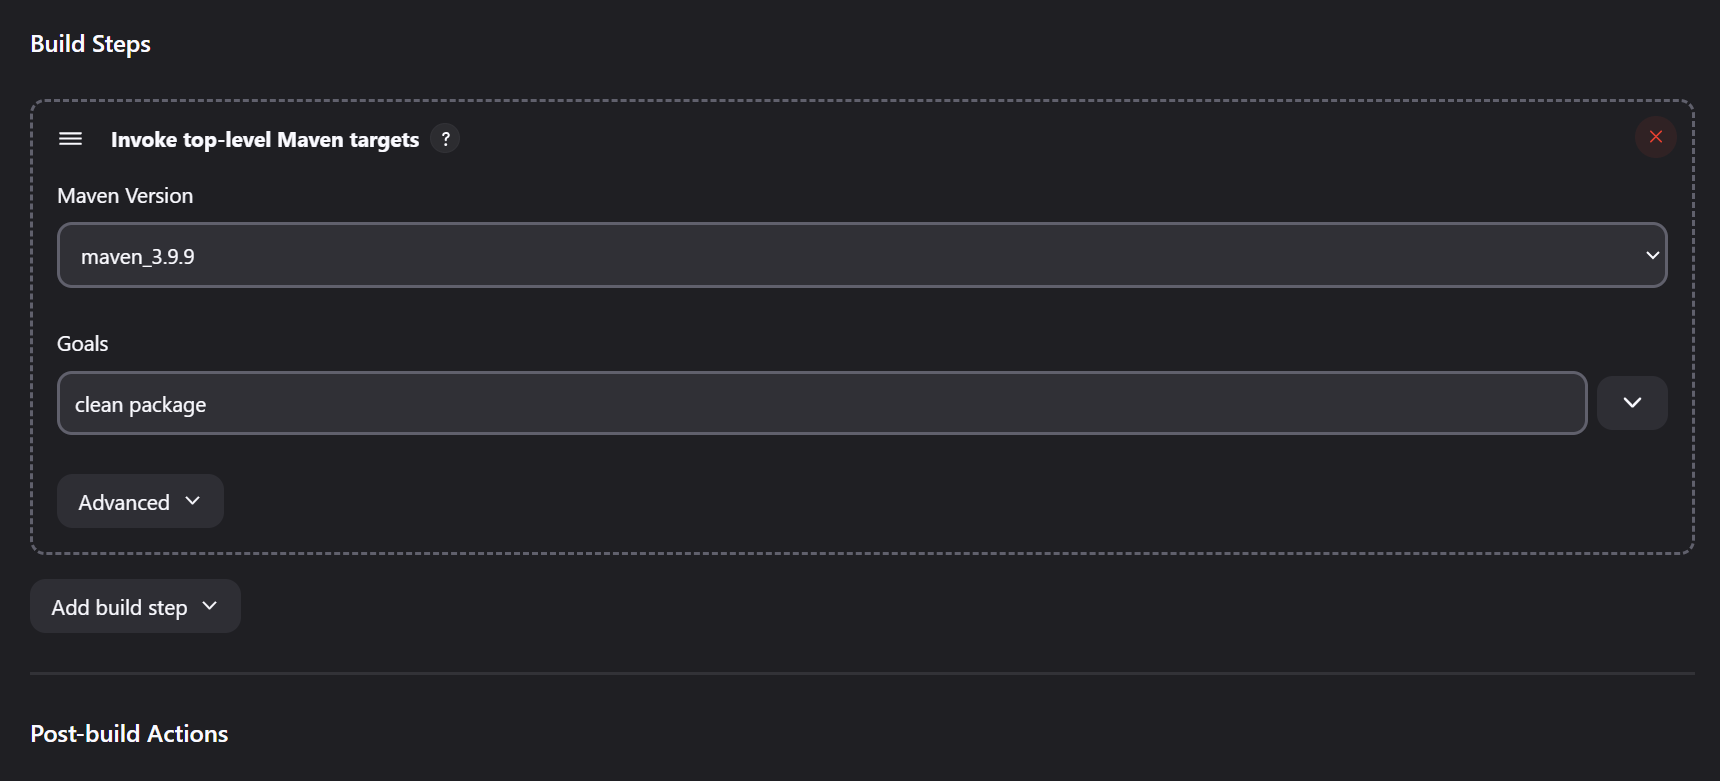 Build Steps
Invoke top-level Maven targets ?
Maven Version
maven_3.9.9
Goals
clean package
Advanced
Add build step
Post-build Actions